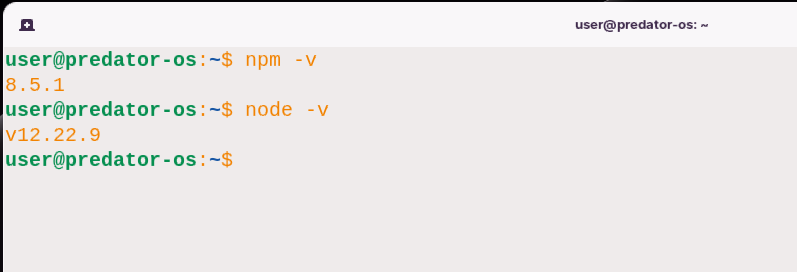 user@predator-os: ~
user@predator-os:~$ npm -v
8.5.1
user@predator-os:~$ node -v
v12.22.9
user@predator-os:~$